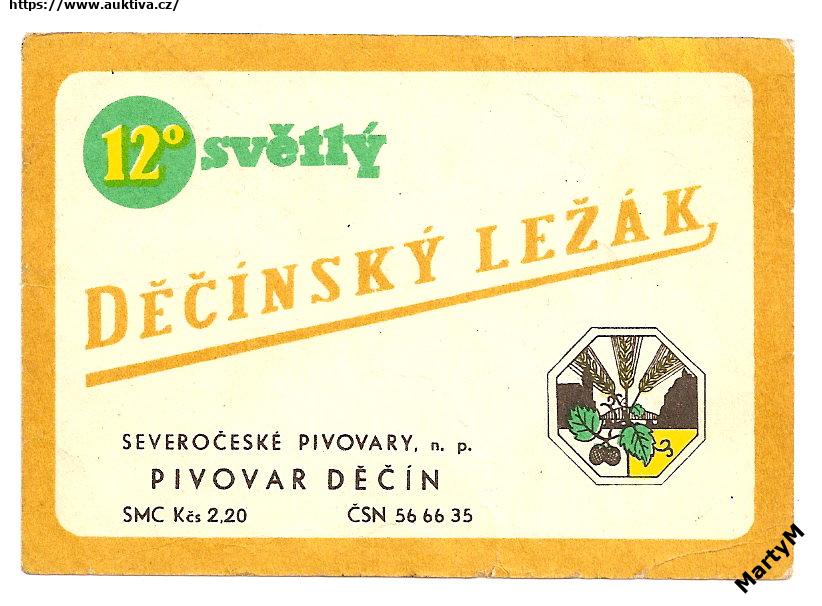 https://www.auktiva.cz/
12° světlý
DĚČÍNSKÝ LEŽÁK
SEVEROČESKÉ PIVOVARY, n. p.
PIVOVAR DĚČÍN
SMC Kčs 2,20 ČSN 56 66 35
MartyM